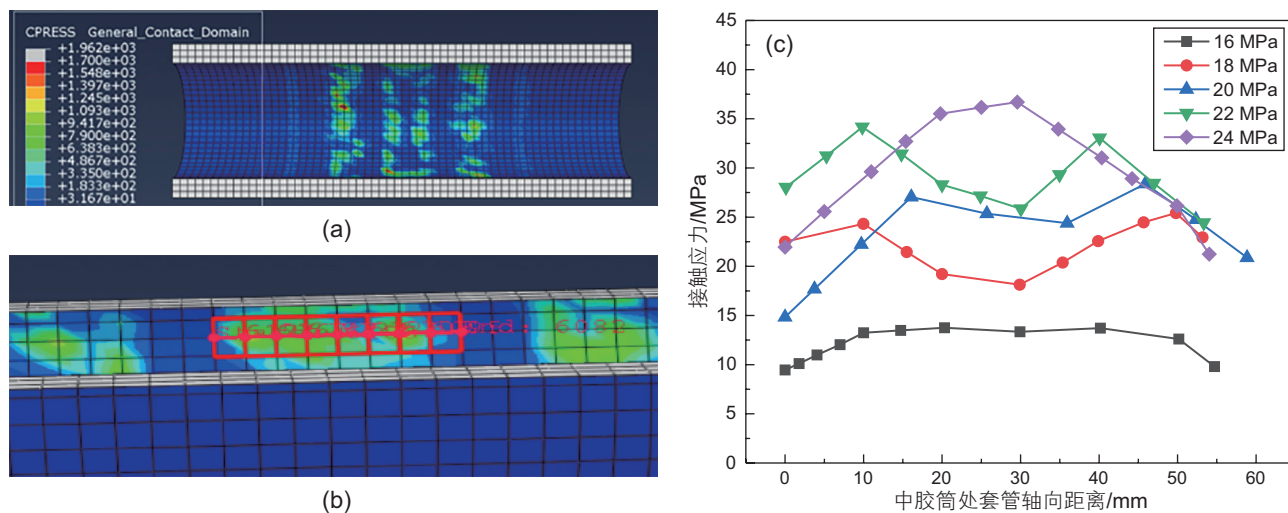 CPRESS General_Contact_Domain
+1.962e+03
+1.700e+03
+1.548e+03
+1.397e+03
+1.245e+03
+1.093e+03
+9.417e+02
+7.900e+02
+6.383e+02
+4.867e+02
+3.350e+02
+1.833e+02
+3.167e+01
(a)
End: 6082
(b)
(c)
16 MPa
18 MPa
20 MPa
22 MPa
24 MPa
接触应力/MPa
45
40
35
30
25
20
15
10
5
0
0 10 20 30 40 50 60
中胶筒处套管轴向距离/mm